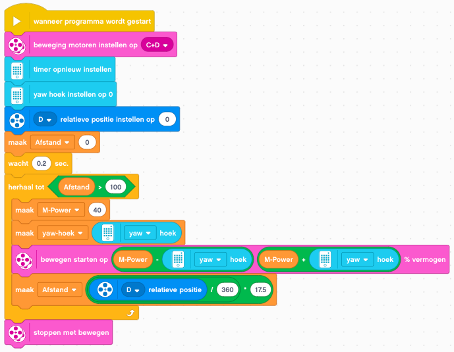 wanneer programma wordt gestart
beweging motoren instellen op C+D
timer opnieuw instellen
yaw hoek instellen op 0
D relatieve positie instellen op 0
maak Afstand 0
wacht 0.2 sec.
herhaal tot Afstand > 100
maak M-Power 40
maak yaw-hoek yaw hoek
bewegen starten op M-Power - yaw hoek M-Power + yaw hoek % vermogen
maak Afstand D relatieve positie / 360 * 17.5
stoppen met bewegen